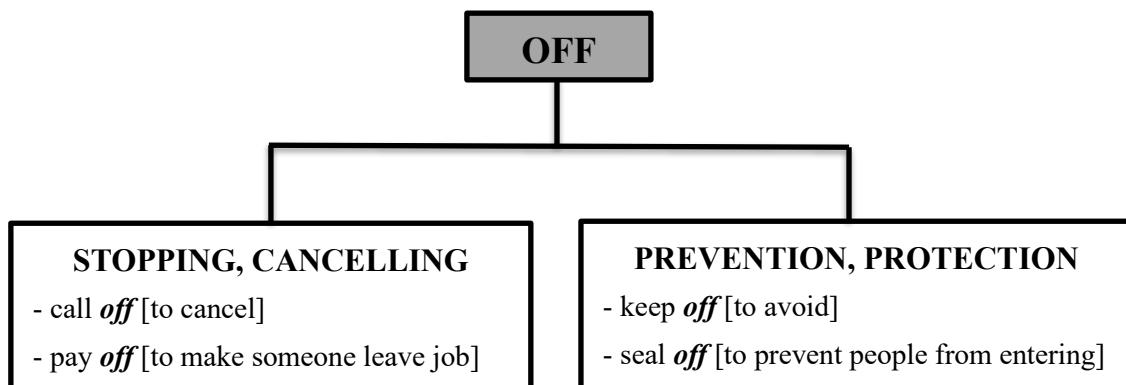 OFF
STOPPING, CANCELLING
- call off [to cancel]
- pay off [to make someone leave job]
PREVENTION, PROTECTION
- keep off [to avoid]
- seal off [to prevent people from entering]